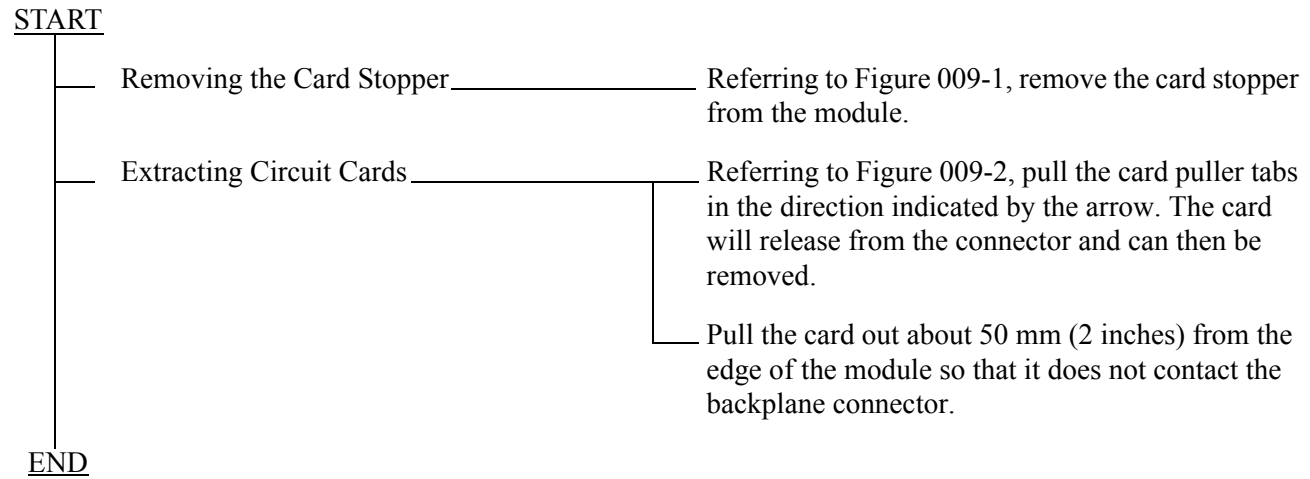 START
Removing the Card Stopper
Referring to Figure 009-1, remove the card stopper
from the module.
Extracting Circuit Cards
Referring to Figure 009-2, pull the card puller tabs
in the direction indicated by the arrow. The card
will release from the connector and can then be
removed.
Pull the card out about 50 mm (2 inches) from the
edge of the module so that it does not contact the
backplane connector.
END